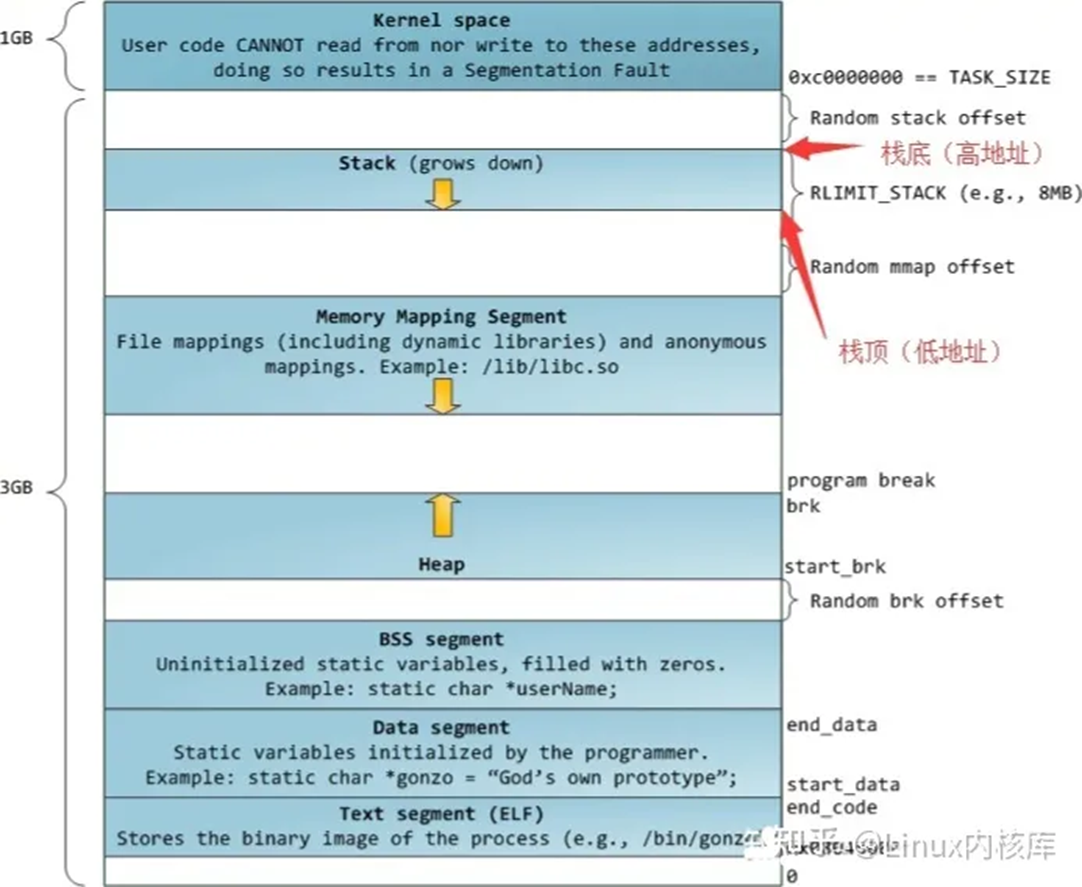 Kernel space
1GB
User code CANNOT read from nor write to these addresses,
doing so results in a Segmentation Fault
0xc0000000 == TASK_SIZE
Random stack offset
栈底（高地址）
Stack (grows down)
RLIMIT_STACK (e.g., 8MB)
Random mmap offset
Memory Mapping Segment
File mappings (including dynamic libraries) and anonymous
mappings. Example: /lib/libc.so
栈顶（低地址）
3GB
program break
brk
Heap
start_brk
Random brk offset
BSS segment
Uninitialized static variables, filled with zeros.
Example: static char *userName;
Data segment
end_data
Static variables initialized by the programmer.
Example: static char *gonzo = “God’s own prototype”;
start_data
end_code
Text segment (ELF)
Stores the binary image of the process (e.g., /bin/gonzo
知乎 @Linux内核库
0